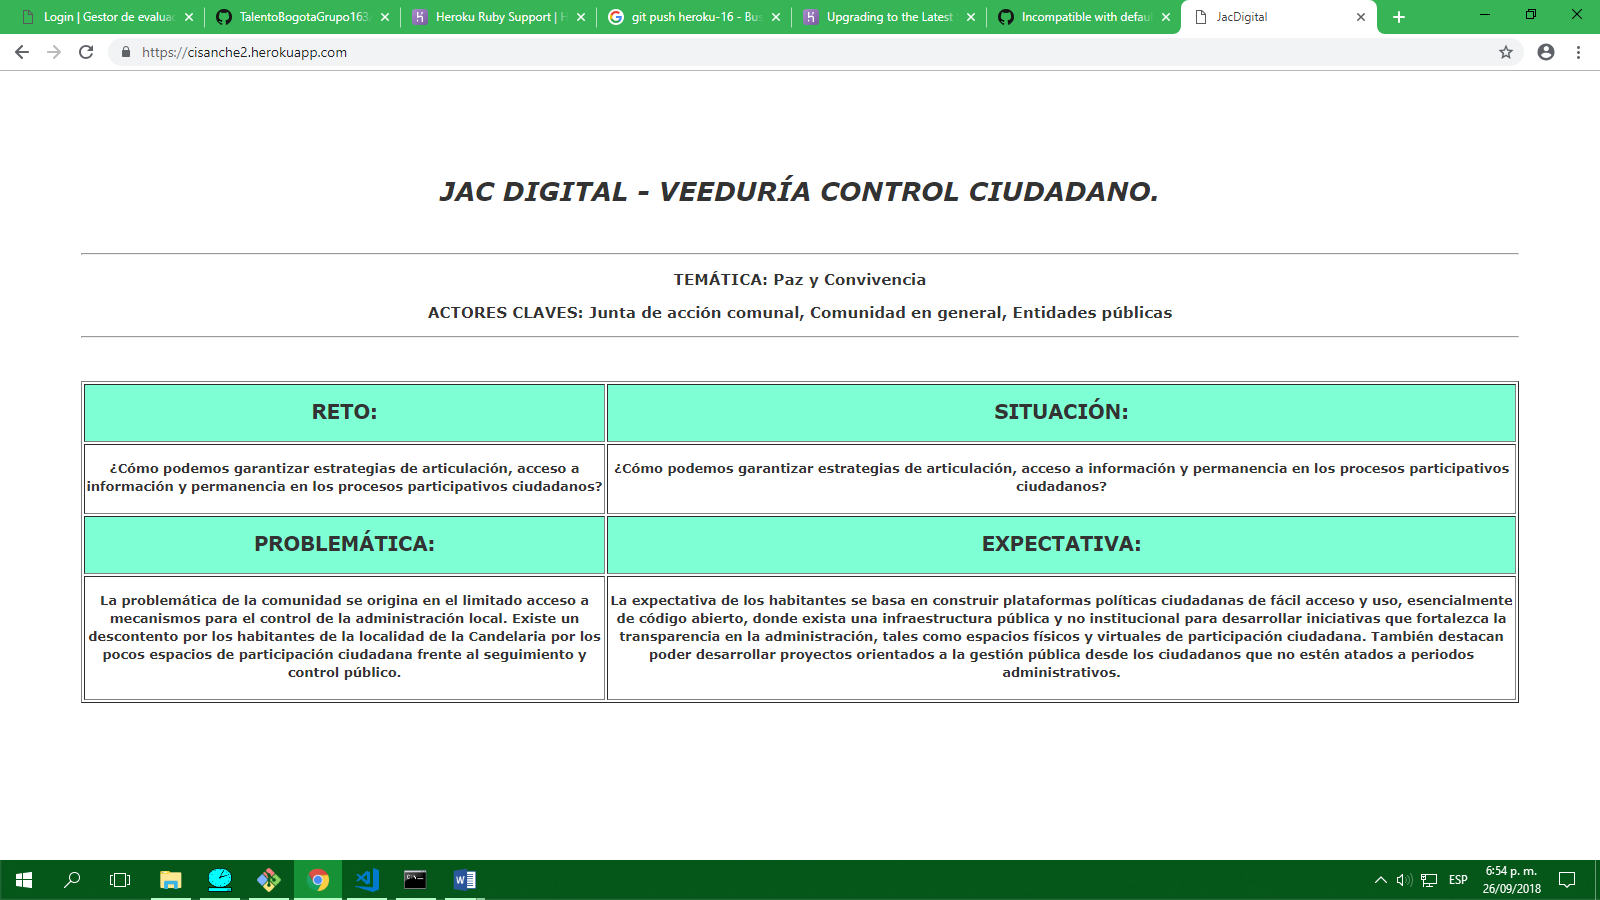 Login | Gestor de evalua
TalentoBogotaGrupo163
Heroku Ruby Support | H
git push heroku-16 - Bus
Upgrading to the Latest
Incompatible with defau
JacDigital
https://cisanche2.herokuapp.com
JAC DIGITAL - VEEDURÍA CONTROL CIUDADANO.
TEMÁTICA: Paz y Convivencia
ACTORES CLAVES: Junta de acción comunal, Comunidad en general, Entidades públicas
RETO:
SITUACIÓN:
¿Cómo podemos garantizar estrategias de articulación, acceso a
información y permanencia en los procesos participativos ciudadanos?
¿Cómo podemos garantizar estrategias de articulación, acceso a información y permanencia en los procesos participativos
ciudadanos?
PROBLEMÁTICA:
EXPECTATIVA:
La problemática de la comunidad se origina en el limitado acceso a
mecanismos para el control de la administración local. Existe un
descontento por los habitantes de la localidad de la Candelaria por los
pocos espacios de participación ciudadana frente al seguimiento y
control público.
La expectativa de los habitantes se basa en construir plataformas políticas ciudadanas de fácil acceso y uso, esencialmente
de código abierto, donde exista una infraestructura pública y no institucional para desarrollar iniciativas que fortalezca la
transparencia en la administración, tales como espacios físicos y virtuales de participación ciudadana. También destacan
poder desarrollar proyectos orientados a la gestión pública desde los ciudadanos que no estén atados a periodos
administrativos.
ESP
6:54 p. m.
26/09/2018